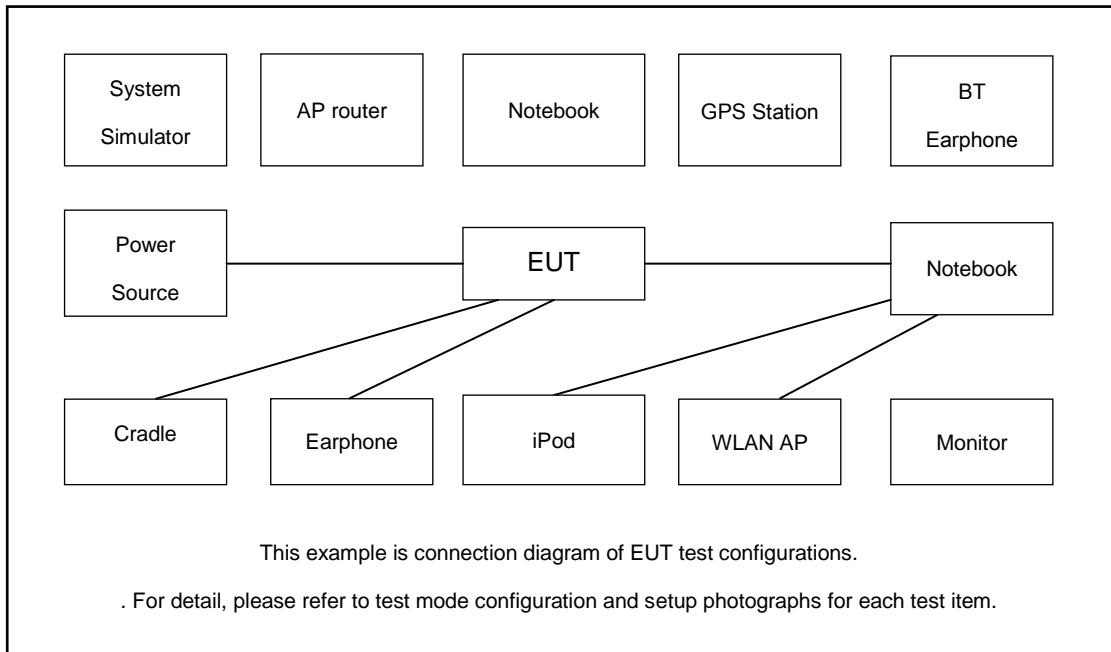 System
Simulator
AP router
Notebook
GPS Station
BT
Earphone
Power
Source
EUT
Notebook
Cradle
Earphone
iPod
WLAN AP
Monitor
This example is connection diagram of EUT test configurations.
. For detail, please refer to test mode configuration and setup photographs for each test item.